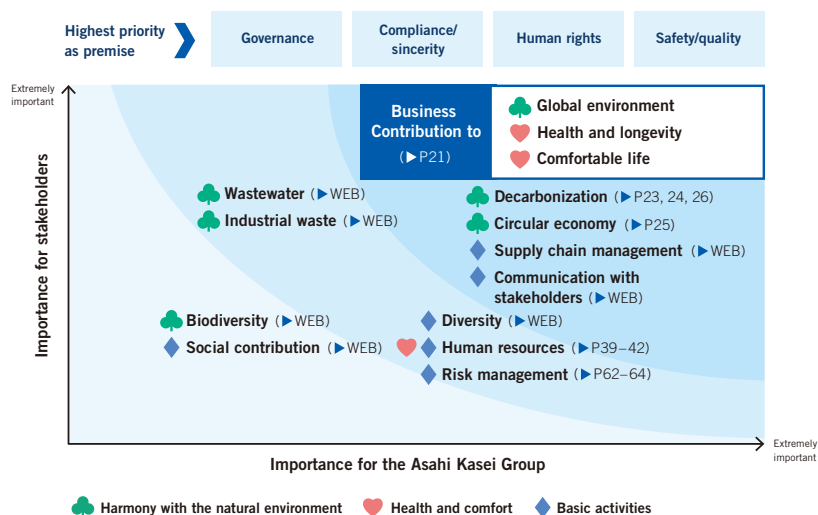 Highest priority
as premise
Governance
Compliance/
sincerity
Human rights
Safety/quality
Extremely
important
Importance for stakeholders
Business
Contribution to
(▶P21)
Global environment
Health and longevity
Comfortable life
Wastewater (▶WEB)
Industrial waste (▶WEB)
Decarbonization (▶P23, 24, 26)
Circular economy (▶P25)
Supply chain management (▶WEB)
Communication with
stakeholders (▶WEB)
Biodiversity (▶WEB)
Social contribution (▶WEB)
Diversity (▶WEB)
Human resources (▶P39–42)
Risk management (▶P62–64)
Extremely
important
Importance for the Asahi Kasei Group
Harmony with the natural environment
Health and comfort
Basic activities